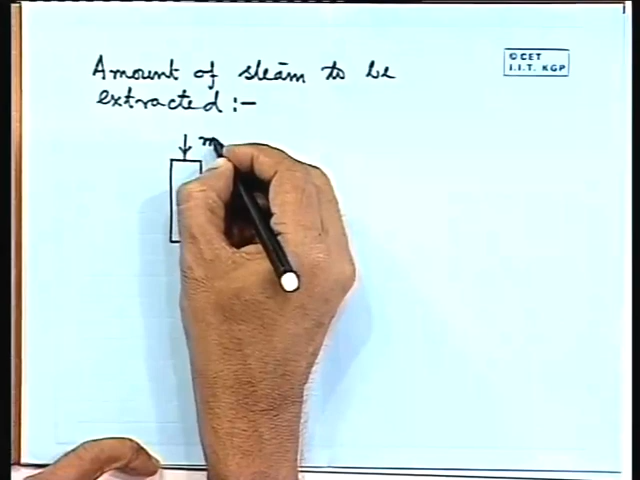 Amount of steam to be
extracted :-
© CET
I.I.T. KGP
m